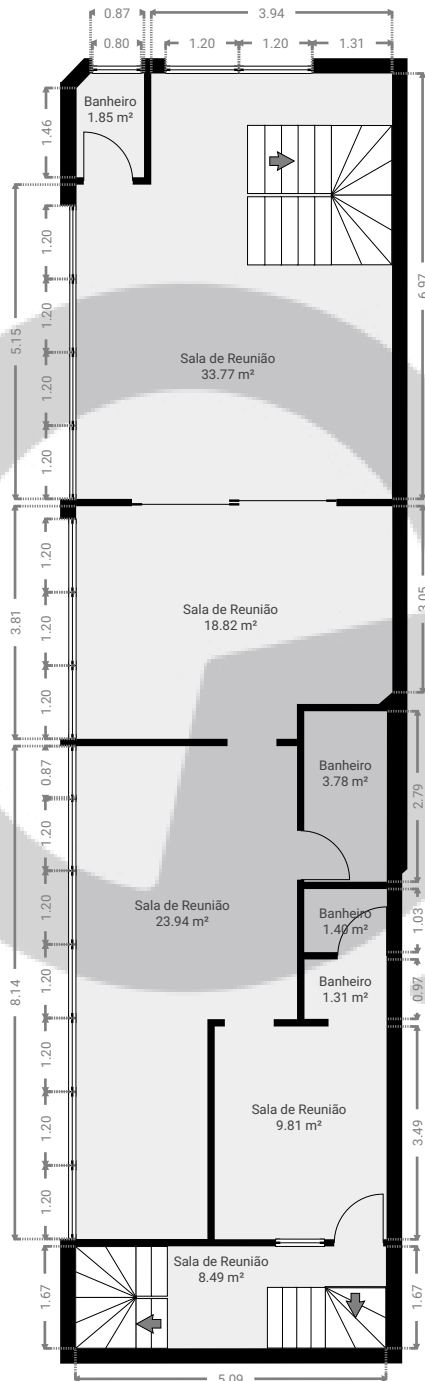 0.87
3.94
0.80
1.20
1.20
1.31
Banheiro
1.85 m²
1.46
6.97
5.15
1.20
1.20
1.20
1.20
Sala de Reunião
33.77 m²
3.81
1.20
1.20
1.20
3.05
Sala de Reunião
18.82 m²
0.87
Banheiro
3.78 m²
2.79
1.20
Sala de Reunião
23.94 m²
1.20
Banheiro
1.40 m²
1.03
8.14
1.20
Banheiro
1.31 m²
0.97
1.20
Sala de Reunião
9.81 m²
3.49
1.20
1.20
Sala de Reunião
8.49 m²
1.67
1.67
5.09